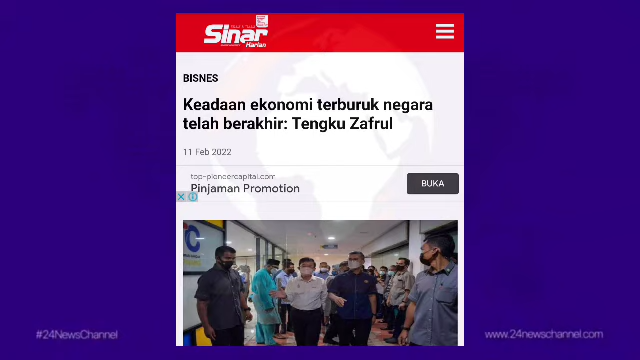 Sinar
Harian
BISNES
Keadaan ekonomi terburuk negara
telah berakhir: Tengku Zafrul
11 Feb 2022
top-pioncercapital.com
Pinjaman Promotion
BUKA
#24NewsChannel
www.24newschannel.com